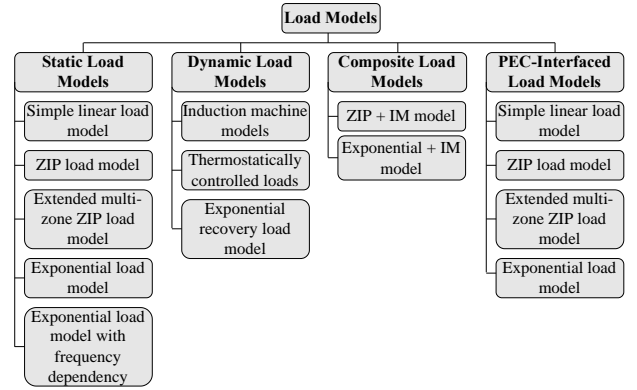 Load Models
Static Load
Models
Simple linear load
model
ZIP load model
Extended multi-
zone ZIP load
model
Exponential load
model
Exponential load
model with
frequency
dependency
Dynamic Load
Models
Induction machine
models
Thermostatically
controlled loads
Exponential
recovery load
model
Composite Load
Models
ZIP + IM model
Exponential + IM
model
PEC-Interfaced
Load Models
Simple linear load
model
ZIP load model
Extended multi-
zone ZIP load
model
Exponential load
model